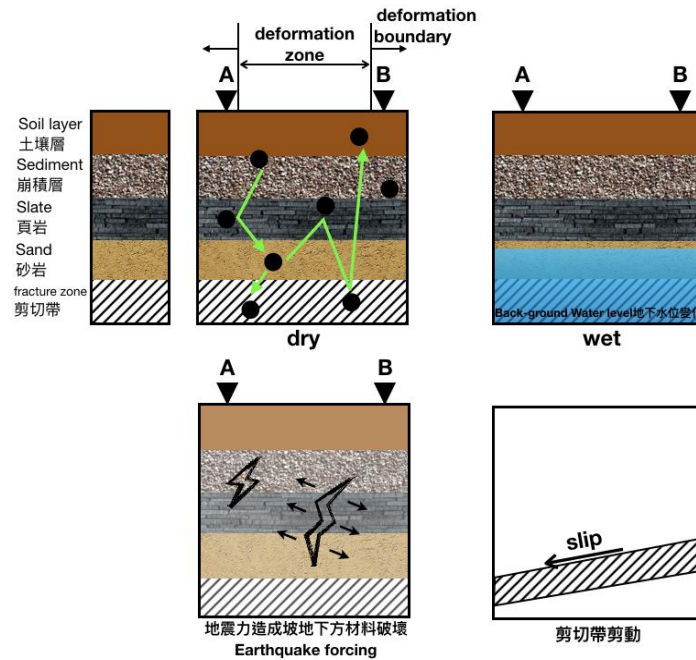 deformation zone
deformation boundary
A
B
A
B
Soil layer
土壤層
Sediment
崩積層
Slate
頁岩
Sand
砂岩
fracture zone
剪切帶
dry
Back-ground Water level地下水位變
wet
A
B
slip
地震力造成坡地下方材料破壞
Earthquake forcing
剪切帶剪動